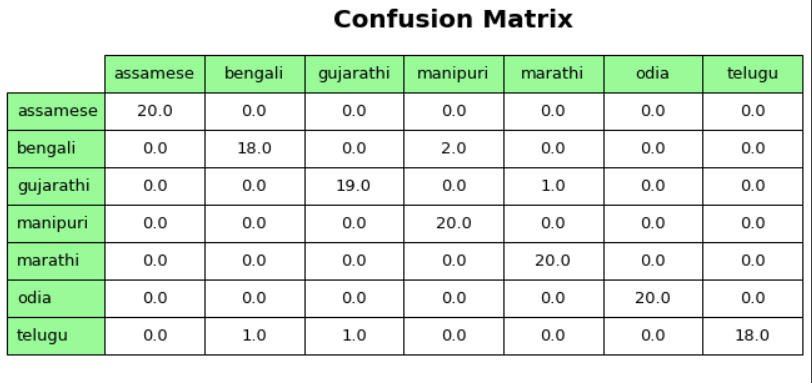 Confusion Matrix
assamese bengali gujarathi manipuri marathi odia telugu
assamese 20.0 0.0 0.0 0.0 0.0 0.0 0.0
bengali 0.0 18.0 0.0 2.0 0.0 0.0 0.0
gujarathi 0.0 0.0 19.0 0.0 1.0 0.0 0.0
manipuri 0.0 0.0 0.0 20.0 0.0 0.0 0.0
marathi 0.0 0.0 0.0 0.0 20.0 0.0 0.0
odia 0.0 0.0 0.0 0.0 0.0 20.0 0.0
telugu 0.0 1.0 1.0 0.0 0.0 0.0 18.0